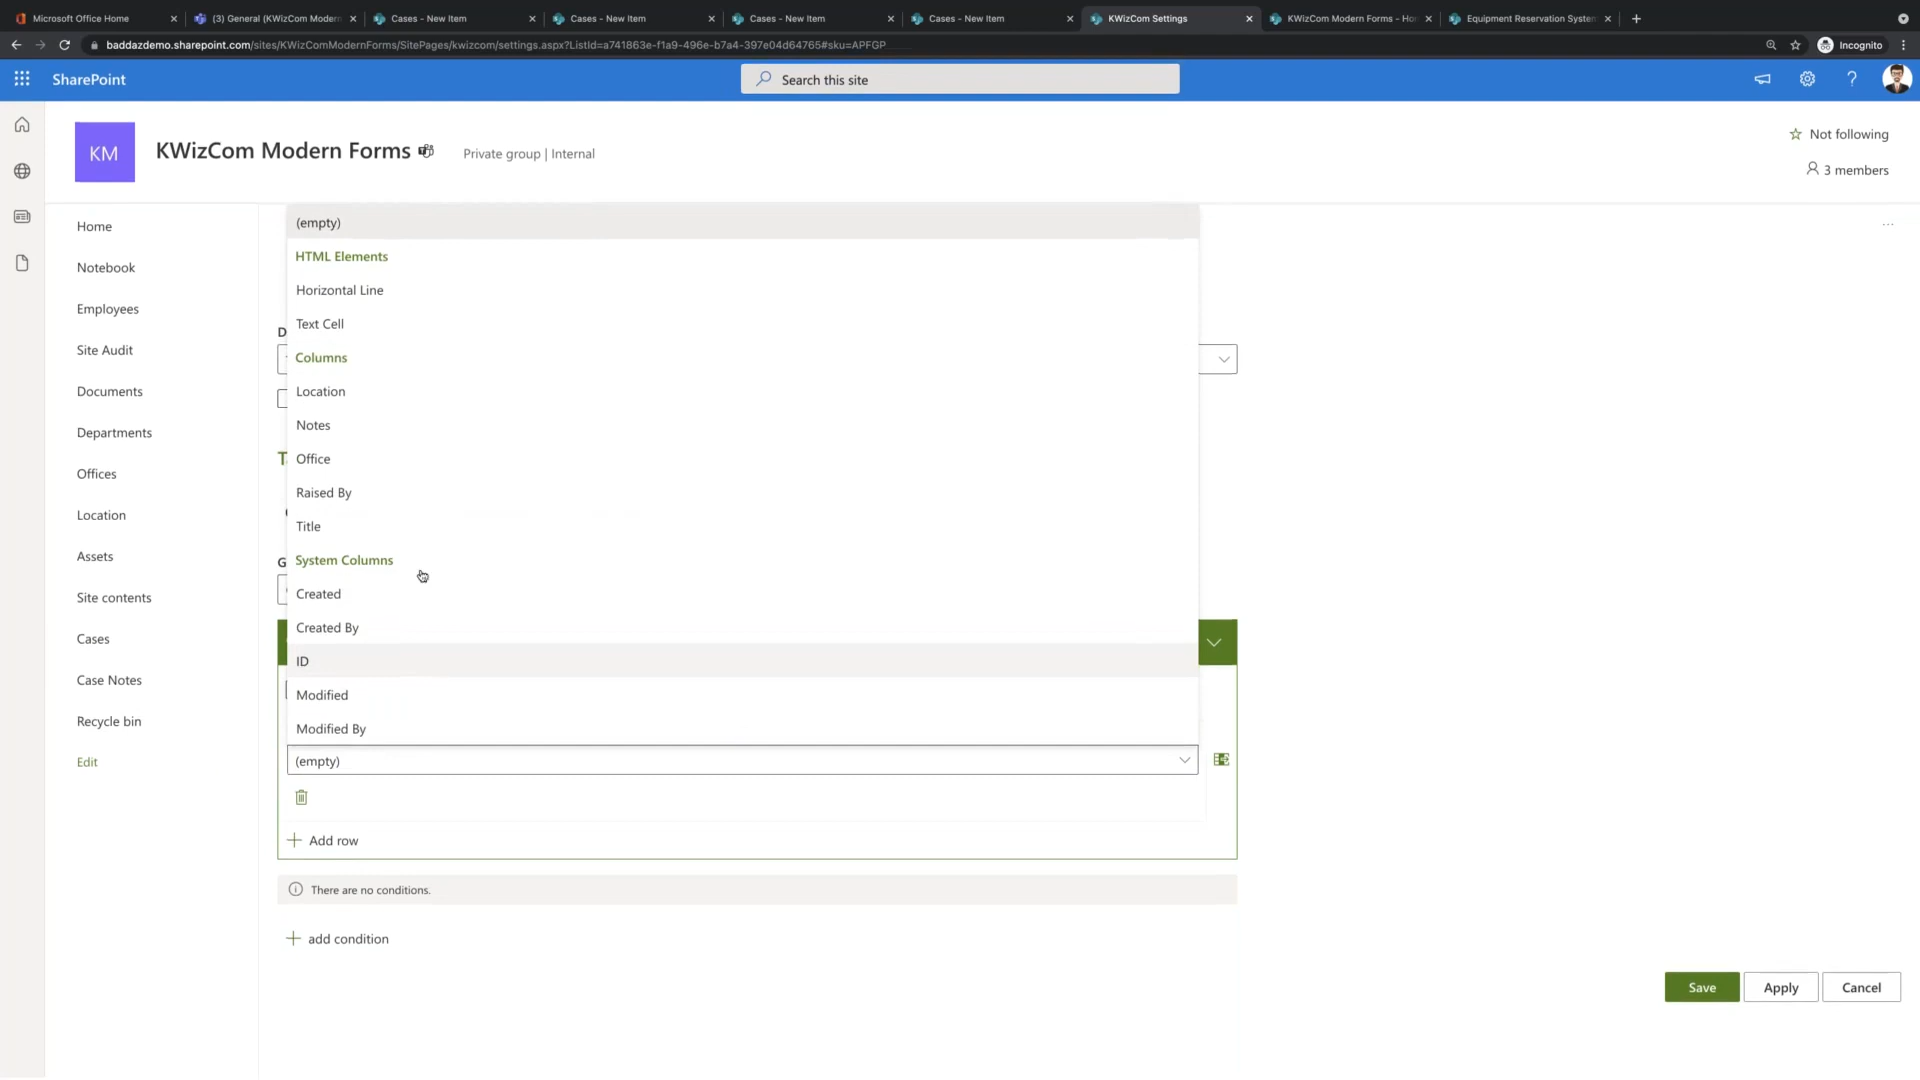 Microsoft Office Home
(3) General (KWizCom Modern
Cases - New Item
Cases - New Item
Cases - New Item
Cases - New Item
KWizCom Settings
KWizCom Modern Forms - Ho
Equipment Reservation System
baddazdemo.sharepoint.com/sites/KWizComModernForms/SitePages/kwizcom/settings.aspx?ListId=a741863e-f1a9-496e-b7a4-397e04d64765#sku=APFGP
Incognito
SharePoint
Search this site
KM
KWizCom Modern Forms
Private group | Internal
Not following
3 members
Home
Notebook
Employees
Site Audit
Documents
Departments
Offices
Location
Assets
Site contents
Cases
Case Notes
Recycle bin
Edit
(empty)
HTML Elements
Horizontal Line
Text Cell
Columns
Location
Notes
Office
Raised By
Title
System Columns
Created
Created By
ID
Modified
Modified By
(empty)
Add row
There are no conditions.
add condition
Save
Apply
Cancel